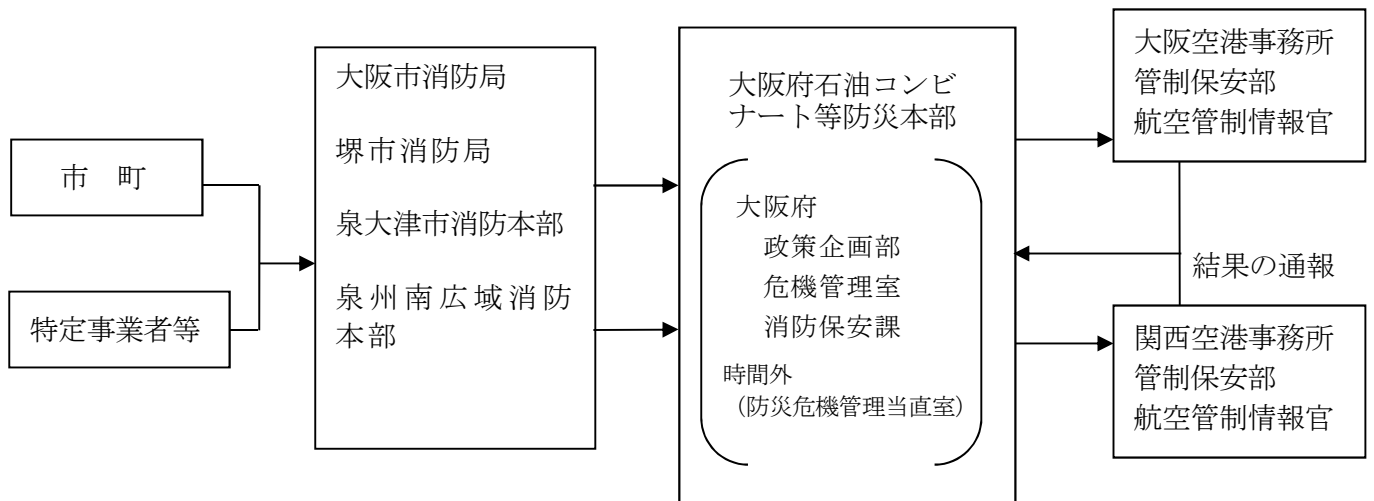 市　町
特定事業者等
大阪市消防局
堺市消防局
泉大津市消防本部
泉州南広域消防
本部
大阪府石油コンビ
ナート等防災本部
大阪府
政策企画部
危機管理室
消防保安課
時間外
（防災危機管理当直室）
大阪空港事務所
管制保安部
航空管制情報官
結果の通報
関西空港事務所
管制保安部
航空管制情報官